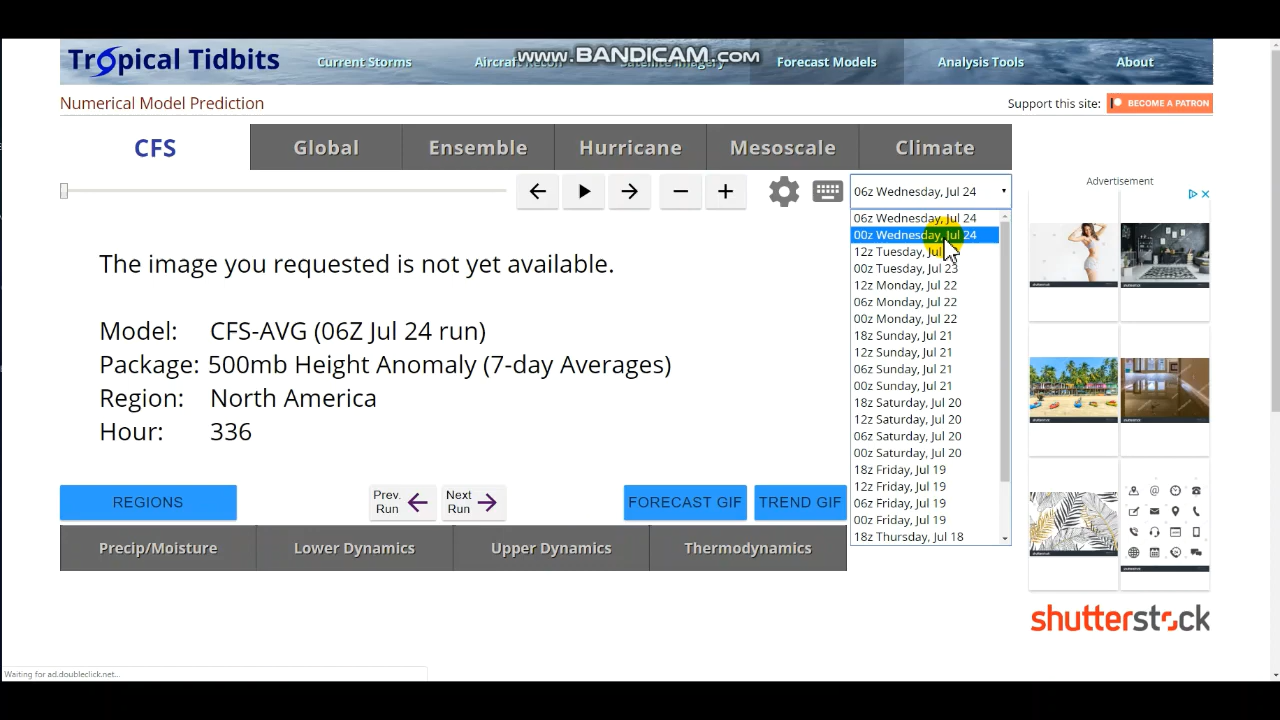 www.BANDICAM.com
Tropical Tidbits
Current Storms
Forecast Models
Analysis Tools
About
Numerical Model Prediction
Support this site:
BECOME A PATRON
CFS
Global
Ensemble
Hurricane
Mesoscale
Climate
06z Wednesday, Jul 24
Advertisement
The image you requested is not yet available.
Model: CFS-AVG (06Z Jul 24 run)
Package: 500mb Height Anomaly (7-day Averages)
Region: North America
Hour: 336
06z Wednesday, Jul 24
00z Wednesday, Jul 24
12z Tuesday, Jul
00z Tuesday, Jul 23
12z Monday, Jul 22
06z Monday, Jul 22
00z Monday, Jul 22
18z Sunday, Jul 21
12z Sunday, Jul 21
06z Sunday, Jul 21
00z Sunday, Jul 21
18z Saturday, Jul 20
12z Saturday, Jul 20
06z Saturday, Jul 20
00z Saturday, Jul 20
18z Friday, Jul 19
12z Friday, Jul 19
06z Friday, Jul 19
00z Friday, Jul 19
18z Thursday, Jul 18
REGIONS
Prev. Run
Next Run
FORECAST GIF
TREND GIF
Precip/Moisture
Lower Dynamics
Upper Dynamics
Thermodynamics
shutterstock
Waiting for ad.doubleclick.net...